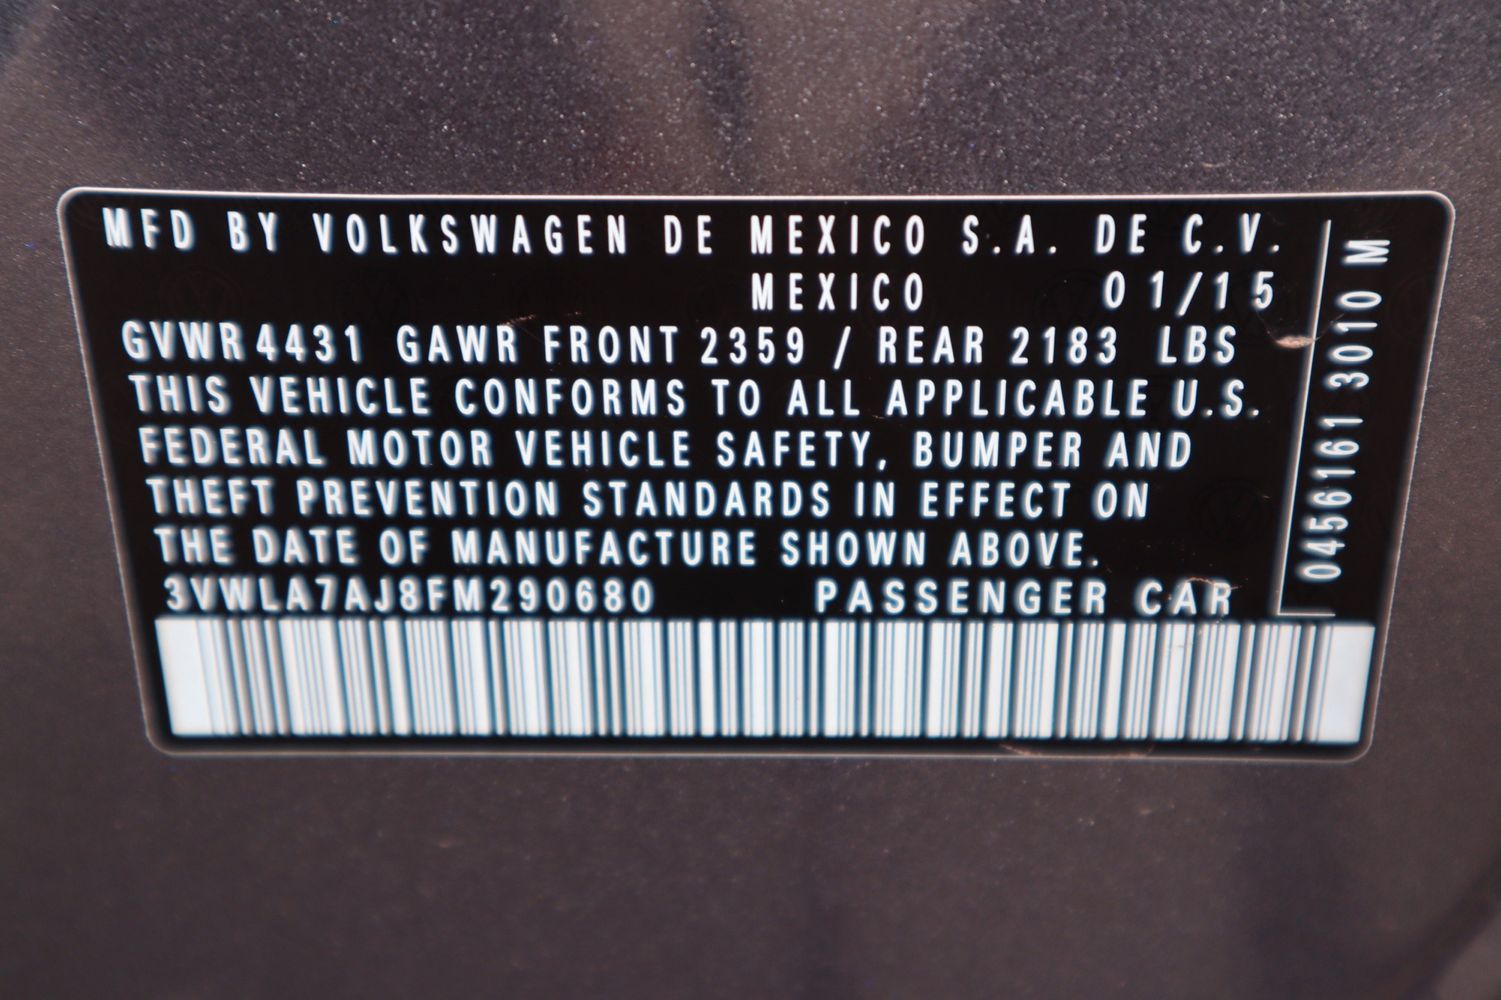 MFD BY VOLKSWAGEN DE MEXICO S.A. DE C.V.
MEXICO 01/15
GVWR 4431 GAWR FRONT 2359 / REAR 2183 LBS
THIS VEHICLE CONFORMS TO ALL APPLICABLE U.S.
FEDERAL MOTOR VEHICLE SAFETY, BUMPER AND
THEFT PREVENTION STANDARDS IN EFFECT ON
THE DATE OF MANUFACTURE SHOWN ABOVE.
3VWLA7AJ8FM290680 PASSENGER CAR
0456161 3010 M